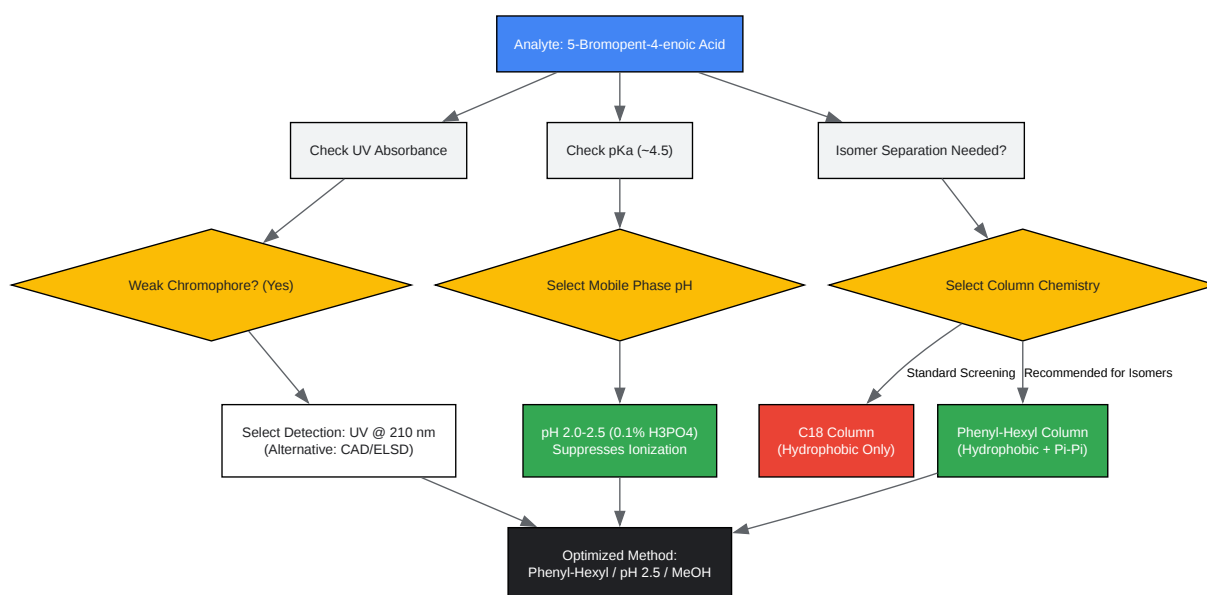 Analyte: 5-Bromopent-4-enoic Acid
Check UV Absorbance
Check pKa (~4.5)
Isomer Separation Needed?
Weak Chromophore? (Yes)
Select Mobile Phase pH
Select Column Chemistry
Standard Screening
Recommended for Isomers
Select Detection: UV @ 210 nm
(Alternative: CAD/ELSD)
pH 2.0-2.5 (0.1% H3PO4)
Suppresses Ionization
C18 Column
(Hydrophobic Only)
Phenyl-Hexyl Column
(Hydrophobic + Pi-Pi)
Optimized Method:
Phenyl-Hexyl / pH 2.5 / MeOH